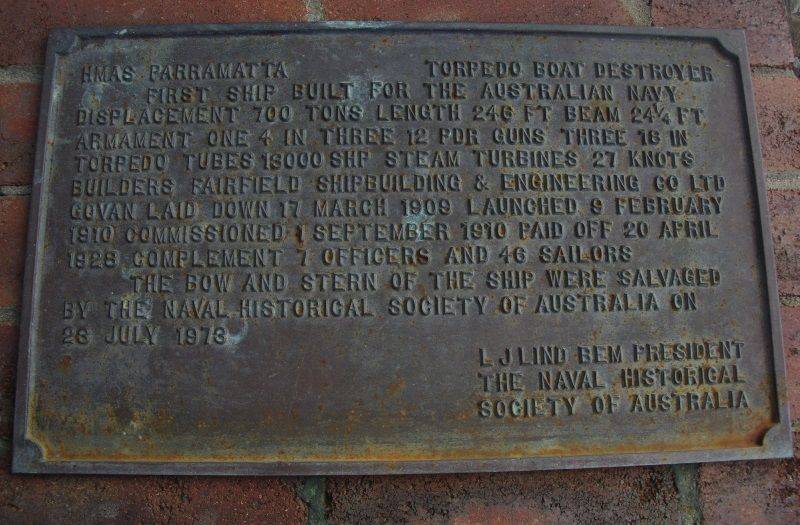 HMAS PARRAMATTA TORPEDO BOAT DESTROYER
FIRST SHIP BUILT FOR THE AUSTRALIAN NAVY
DISPLACEMENT 700 TONS LENGTH 246 FT BEAM 24¼ FT
ARMAMENT ONE 4 IN THREE 12 PDR GUNS THREE 18 IN
TORPEDO TUBES 13000 SHP STEAM TURBINES 27 KNOTS
BUILDERS FAIRFIELD SHIPBUILDING & ENGINEERING CO LTD
GOVAN LAID DOWN 17 MARCH 1909 LAUNCHED 9 FEBRUARY
1910 COMMISSIONED 1 SEPTEMBER 1910 PAID OFF 20 APRIL
1928 COMPLEMENT 7 OFFICERS AND 46 SAILORS
THE BOW AND STERN OF THE SHIP WERE SALVAGED
BY THE NAVAL HISTORICAL SOCIETY OF AUSTRALIA ON
28 JULY 1973
L J LIND BEM PRESIDENT
THE NAVAL HISTORICAL
SOCIETY OF AUSTRALIA